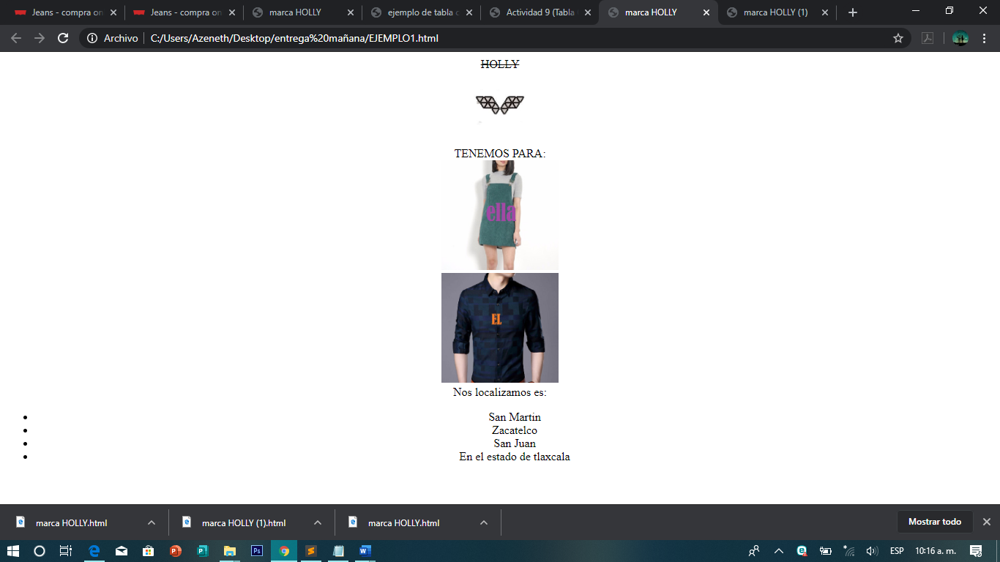 Jeans - compra on
Jeans - compra on
marca HOLLY
ejemplo de tabla c
Actividad 9 (Tabla
marca HOLLY
marca HOLLY (1)
Archivo
C:/Users/Azeneth/Desktop/entrega%20mañana/EJEMPLO1.html
HOLLY
TENEMOS PARA:
ella
EL
Nos localizamos es:
San Martin
Zacatelco
San Juan
En el estado de tlaxcala
marca HOLLY.html
marca HOLLY (1).html
marca HOLLY.html
Mostrar todo
ESP
10:16 a. m.